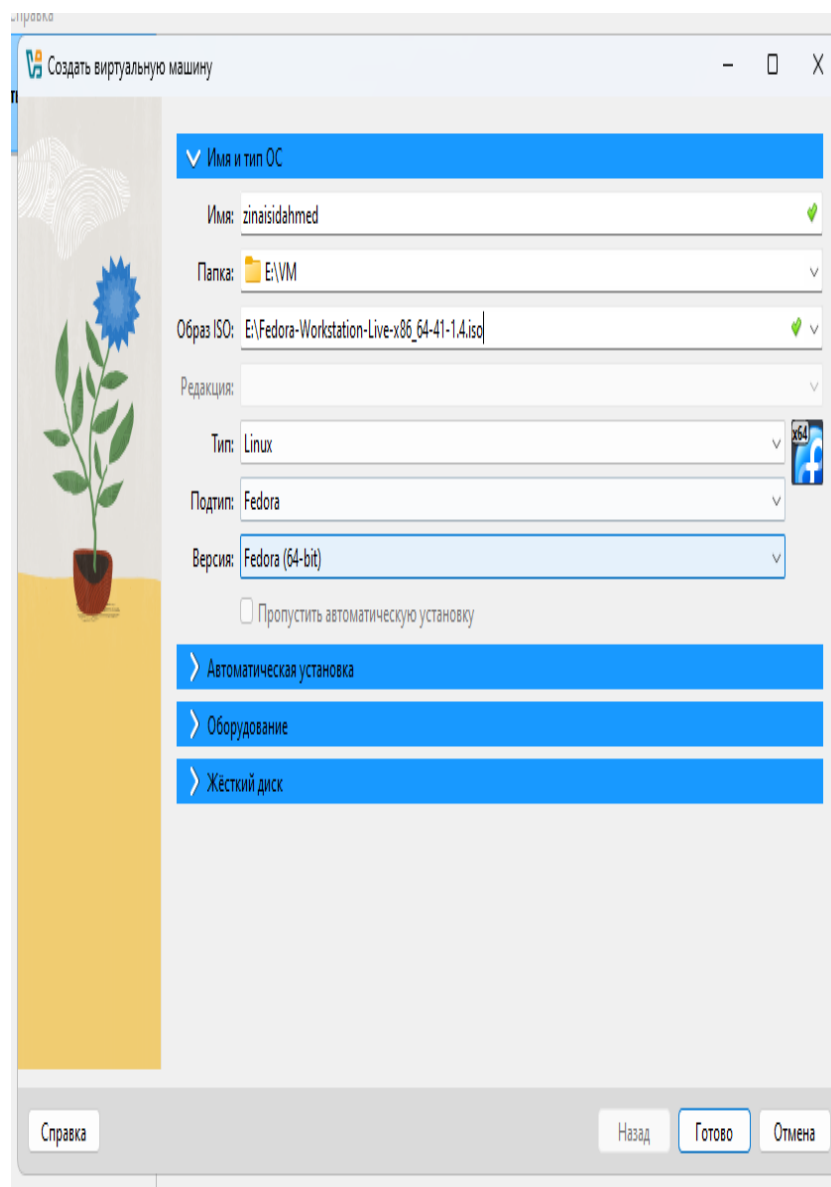 Справка
Создать виртуальную машину
Имя и тип ОС
Имя: zinaisidahmed
Папка: E:\VM
Образ ISO: E:\Fedora-Workstation-Live-x86_64-41-1.4.iso
Редакция:
Тип: Linux
x64
Подтип: Fedora
Версия: Fedora (64-bit)
Пропустить автоматическую установку
Автоматическая установка
Оборудование
Жёсткий диск
Справка Назад Готово Отмена